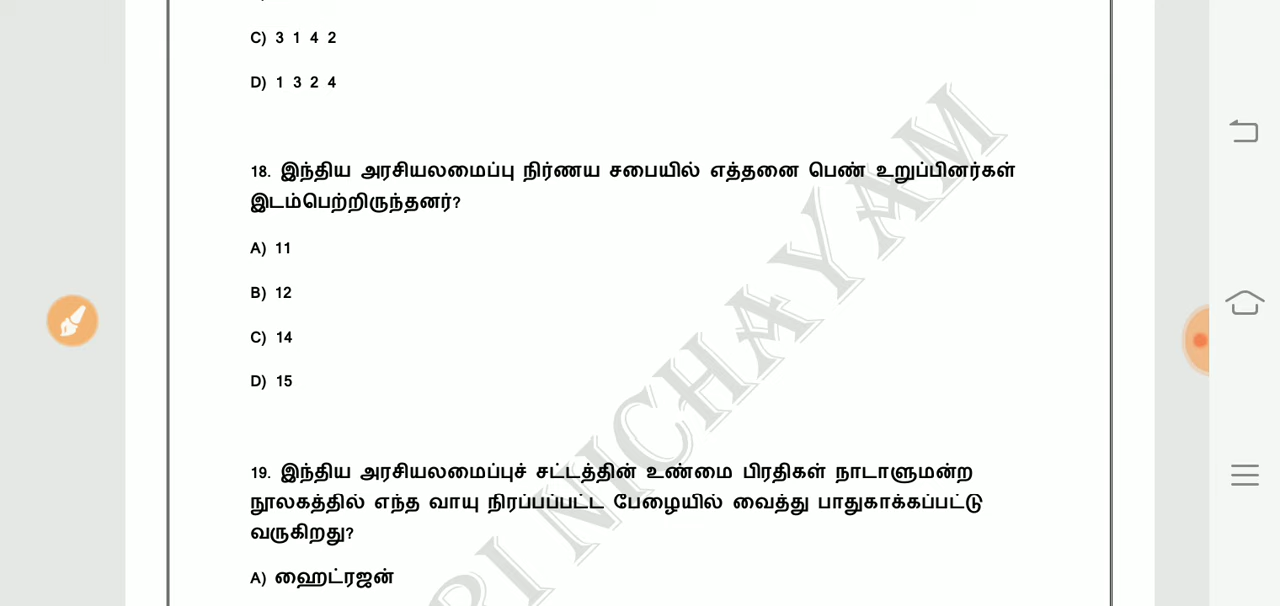 C) 3 1 4 2
D) 1 3 2 4
18. இந்திய அரசியலமைப்பு நிர்ணய சபையில் எத்தனை பெண் உறுப்பினர்கள்
இடம்பெற்றிருந்தனர்?
A) 11
B) 12
C) 14
D) 15
19. இந்திய அரசியலமைப்புச் சட்டத்தின் உண்மை பிரதிகள் நாடாளுமன்ற
நூலகத்தில் எந்த வாயு நிரப்பப்பட்ட பேழையில் வைத்து பாதுகாக்கப்பட்டு
வருகிறது?
A) ஹைட்ரஜன்
NICHAYAM